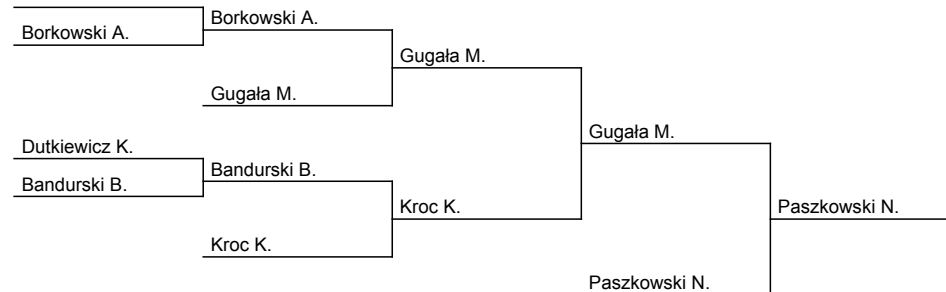 Borkowski A.
Borkowski A.
Gugała M.
Gugała M.
Gugała M.
Dutkiewicz K.
Bandurski B.
Bandurski B.
Kroc K.
Paszkowski N.
Kroc K.
Paszkowski N.